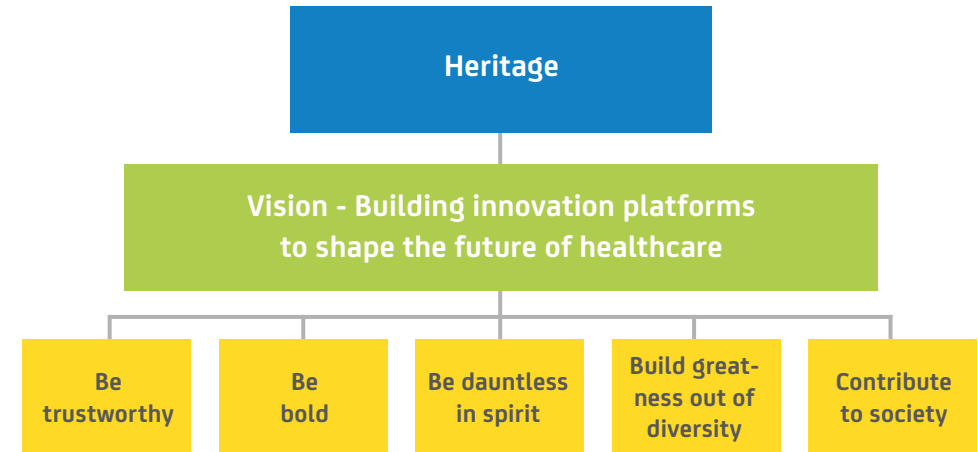 Heritage
Vision - Building innovation platforms
to shape the future of healthcare
Be
trustworthy
Be
bold
Be dauntless
in spirit
Build great-
ness out of
diversity
Contribute
to society